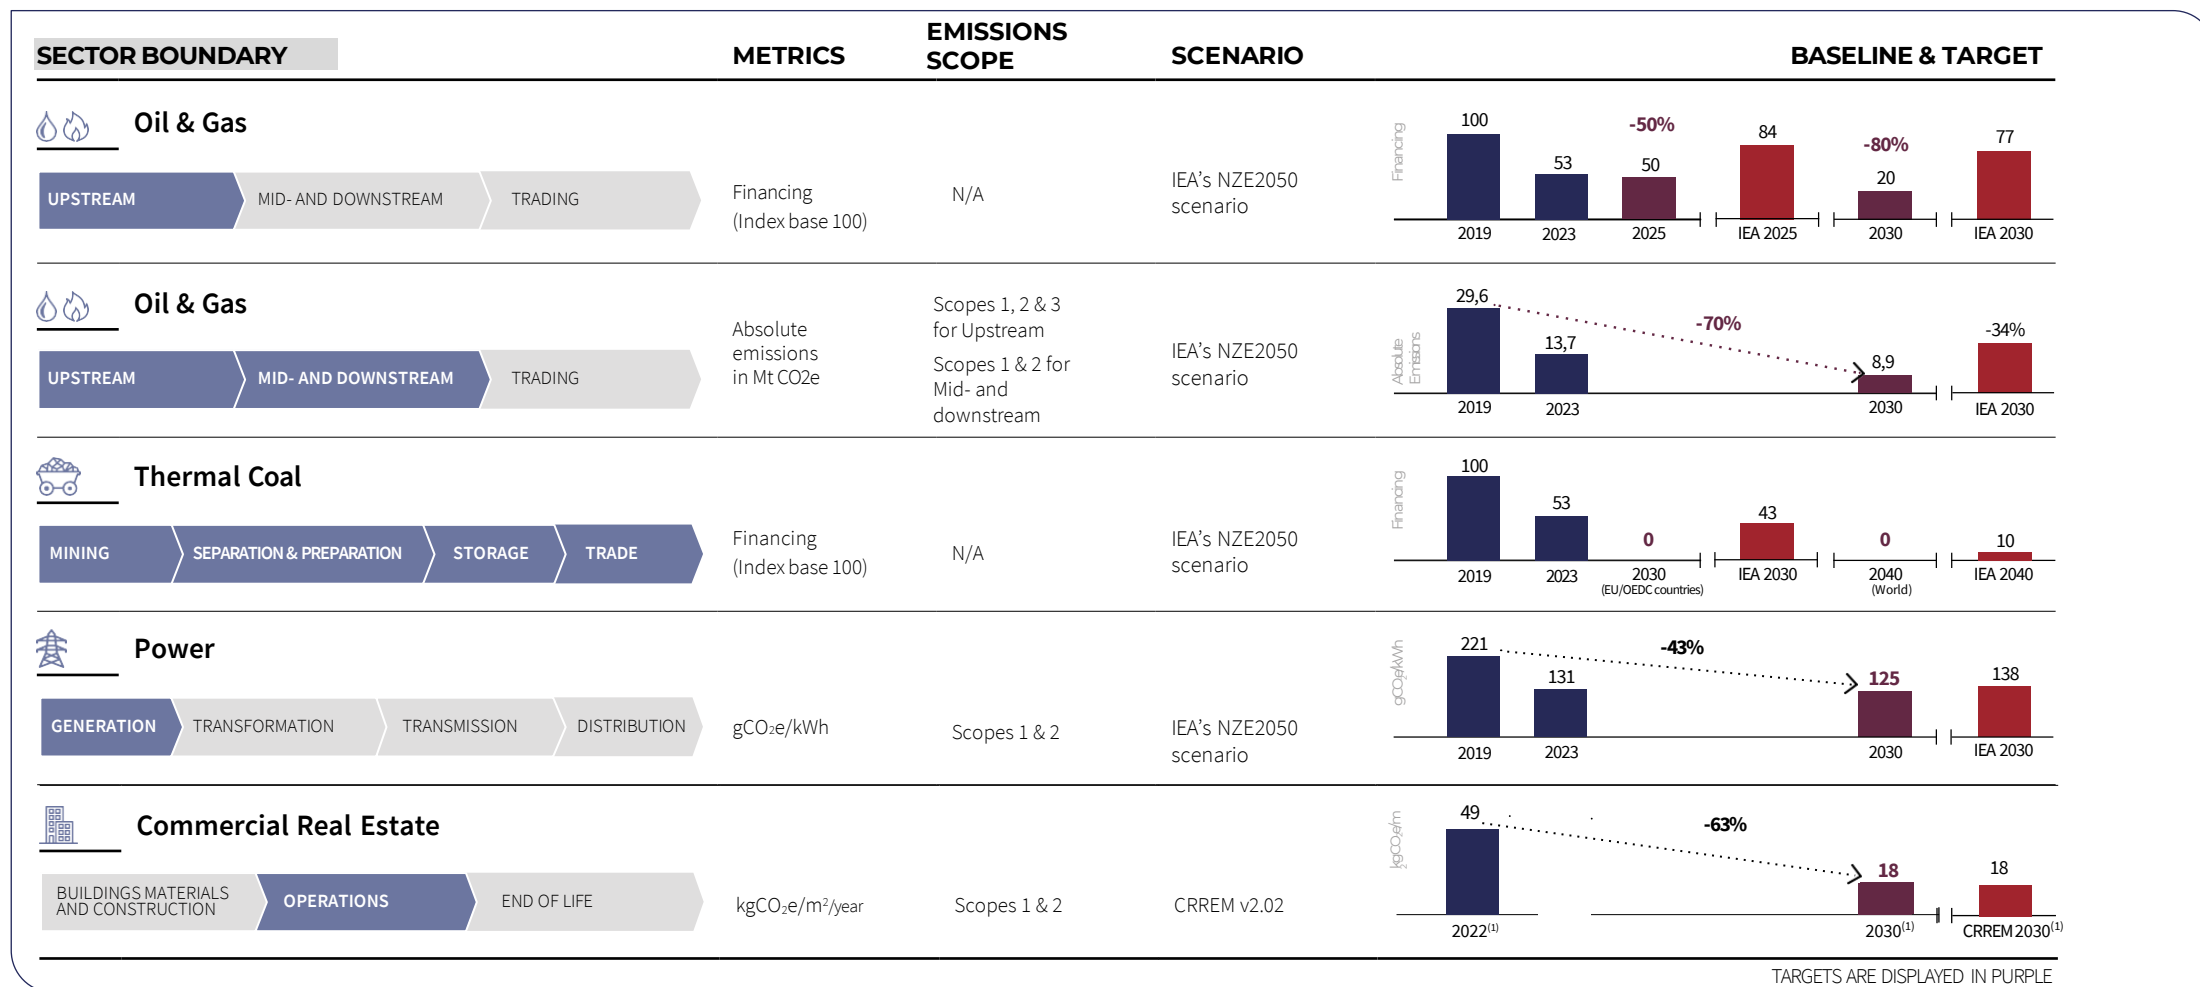 SECTOR BOUNDARY
METRICS
EMISSIONS
SCOPE
SCENARIO
BASELINE & TARGET
Oil & Gas
UPSTREAM
MID- AND DOWNSTREAM
TRADING
Financing
(Index base 100)
N/A
IEA's NZE2050
scenario
Financing
100
53
-50%
50
84
-80%
20
77
2019
2023
2025
IEA 2025
2030
IEA 2030
Oil & Gas
UPSTREAM
MID- AND DOWNSTREAM
TRADING
Absolute
emissions
in Mt CO2e
Scopes 1, 2 & 3
for Upstream
Scopes 1 & 2 for
Mid- and
downstream
IEA's NZE2050
scenario
Absolute
Emissions
29,6
13,7
-70%
8,9
-34%
2019
2023
2030
IEA 2030
Thermal Coal
MINING
SEPARATION & PREPARATION
STORAGE
TRADE
Financing
(Index base 100)
N/A
IEA's NZE2050
scenario
Financing
100
53
0
43
0
10
2019
2023
2030
(EU/OEDC countries)
IEA 2030
2040
(World)
IEA 2040
Power
GENERATION
TRANSFORMATION
TRANSMISSION
DISTRIBUTION
gCO₂e/kWh
Scopes 1 & 2
IEA's NZE2050
scenario
gCO₂e/kWh
221
131
-43%
125
138
2019
2023
2030
IEA 2030
Commercial Real Estate
BUILDINGS MATERIALS
AND CONSTRUCTION
OPERATIONS
END OF LIFE
kgCO₂e/m²/year
Scopes 1 & 2
CRREM v2.02
kgCO₂e/m
2
49
-63%
18
18
2022⁽¹⁾
2030⁽¹⁾
CRREM 2030⁽¹⁾
TARGETS ARE DISPLAYED IN PURPLE